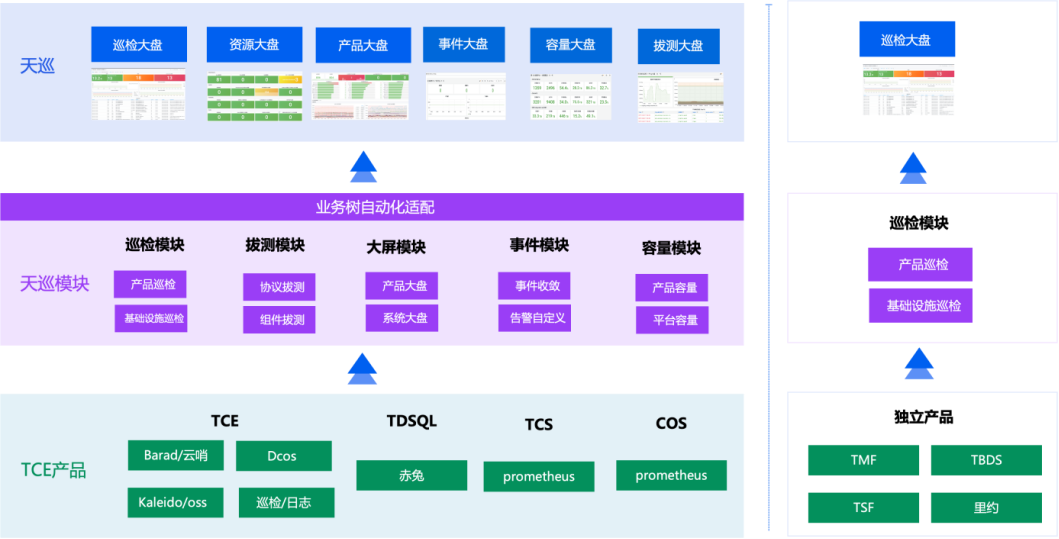 天巡
巡检大盘
资源大盘
产品大盘
事件大盘
容量大盘
拔测大盘
业务树自动化适配
天巡模块
巡检模块
拔测模块
大屏模块
事件模块
容量模块
产品巡检
协议拔测
产品大盘
事件收敛
产品容量
基础设施巡检
组件拔测
系统大盘
告警自定义
平台容量
TCE产品
TCE
TDSQL
TCS
COS
Barad/云哨
Dcos
赤兔
prometheus
prometheus
Kaleido/oss
巡检/日志
巡检大盘
巡检模块
产品巡检
基础设施巡检
独立产品
TMF
TBDS
TSF
里约